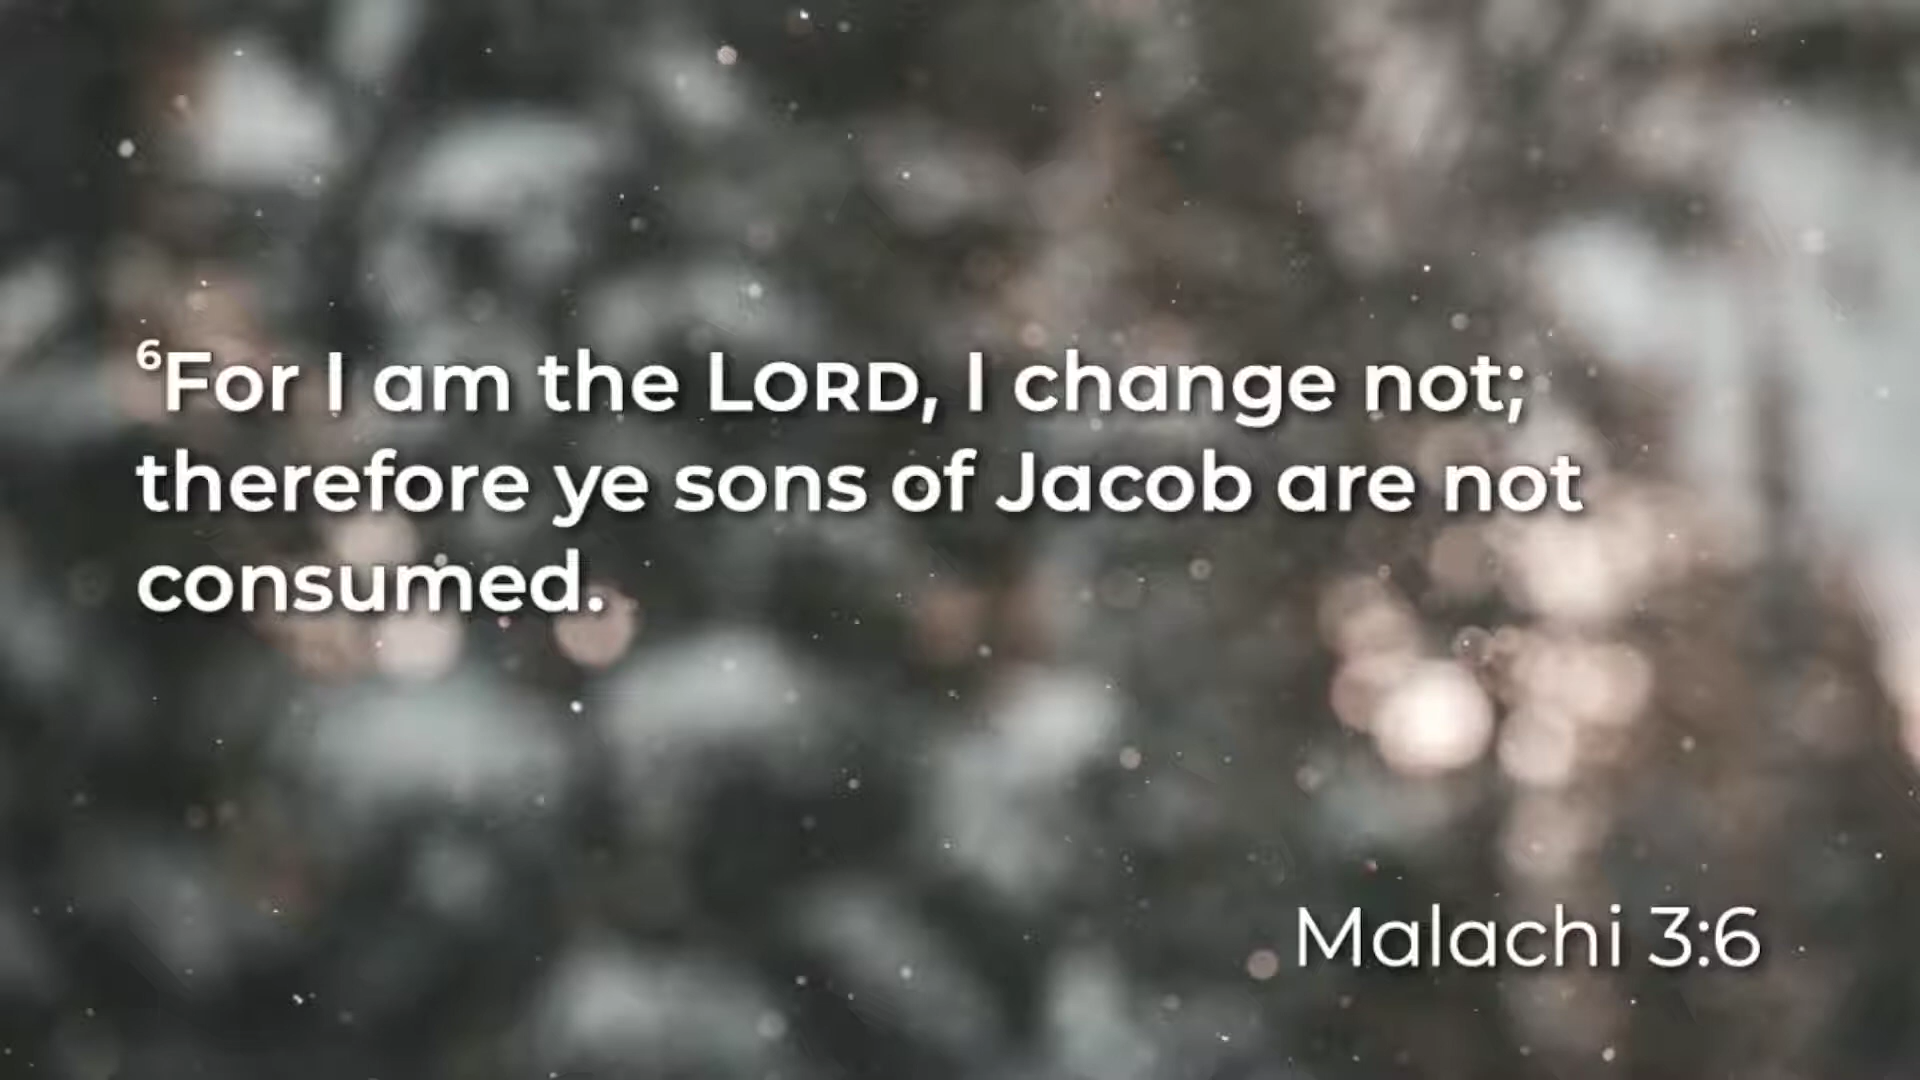 ⁶For I am the LORD, I change not;
therefore ye sons of Jacob are not
consumed.
Malachi 3:6